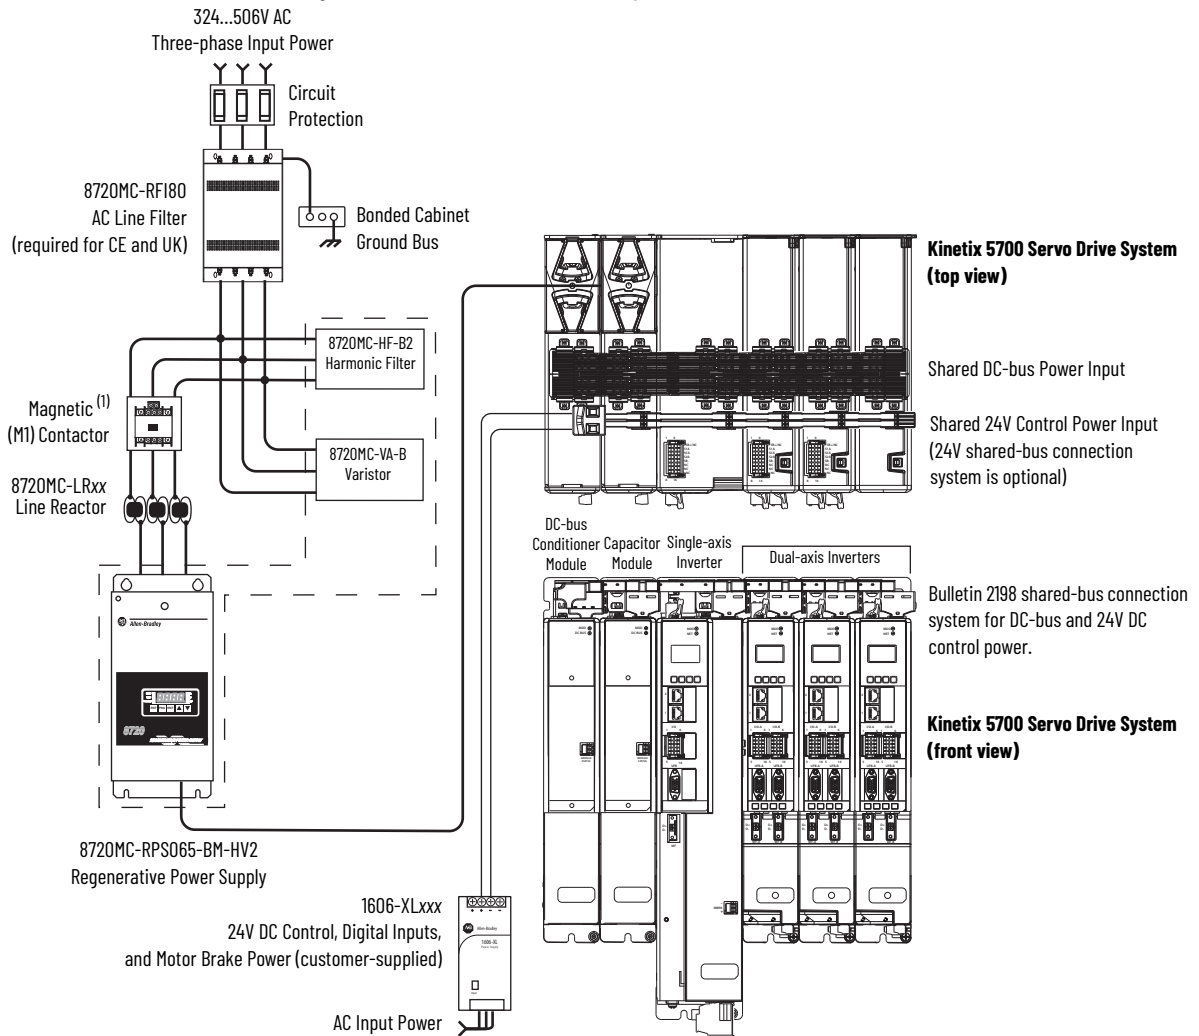 324...506V AC
Three-phase Input Power
Circuit
Protection
8720MC-RFI80
AC Line Filter
(required for CE and UK)
Bonded Cabinet
Ground Bus
8720MC-HF-B2
Harmonic Filter
Magnetic (1)
(M1) Contactor
8720MC-VA-B
Varistor
8720MC-LRxx
Line Reactor
Allen-Bradley
8720
8720MC-RPS065-BM-HV2
Regenerative Power Supply
1606-XLxxx
24V DC Control, Digital Inputs,
and Motor Brake Power (customer-supplied)
Allen-Bradley
1606-XL
AC Input Power
Kinetix 5700 Servo Drive System
(top view)
Shared DC-bus Power Input
Shared 24V Control Power Input
(24V shared-bus connection
system is optional)
DC-bus
Conditioner
Module
Capacitor
Module
Single-axis
Inverter
Dual-axis Inverters
Bulletin 2198 shared-bus connection
system for DC-bus and 24V DC
control power.
Kinetix 5700 Servo Drive System
(front view)